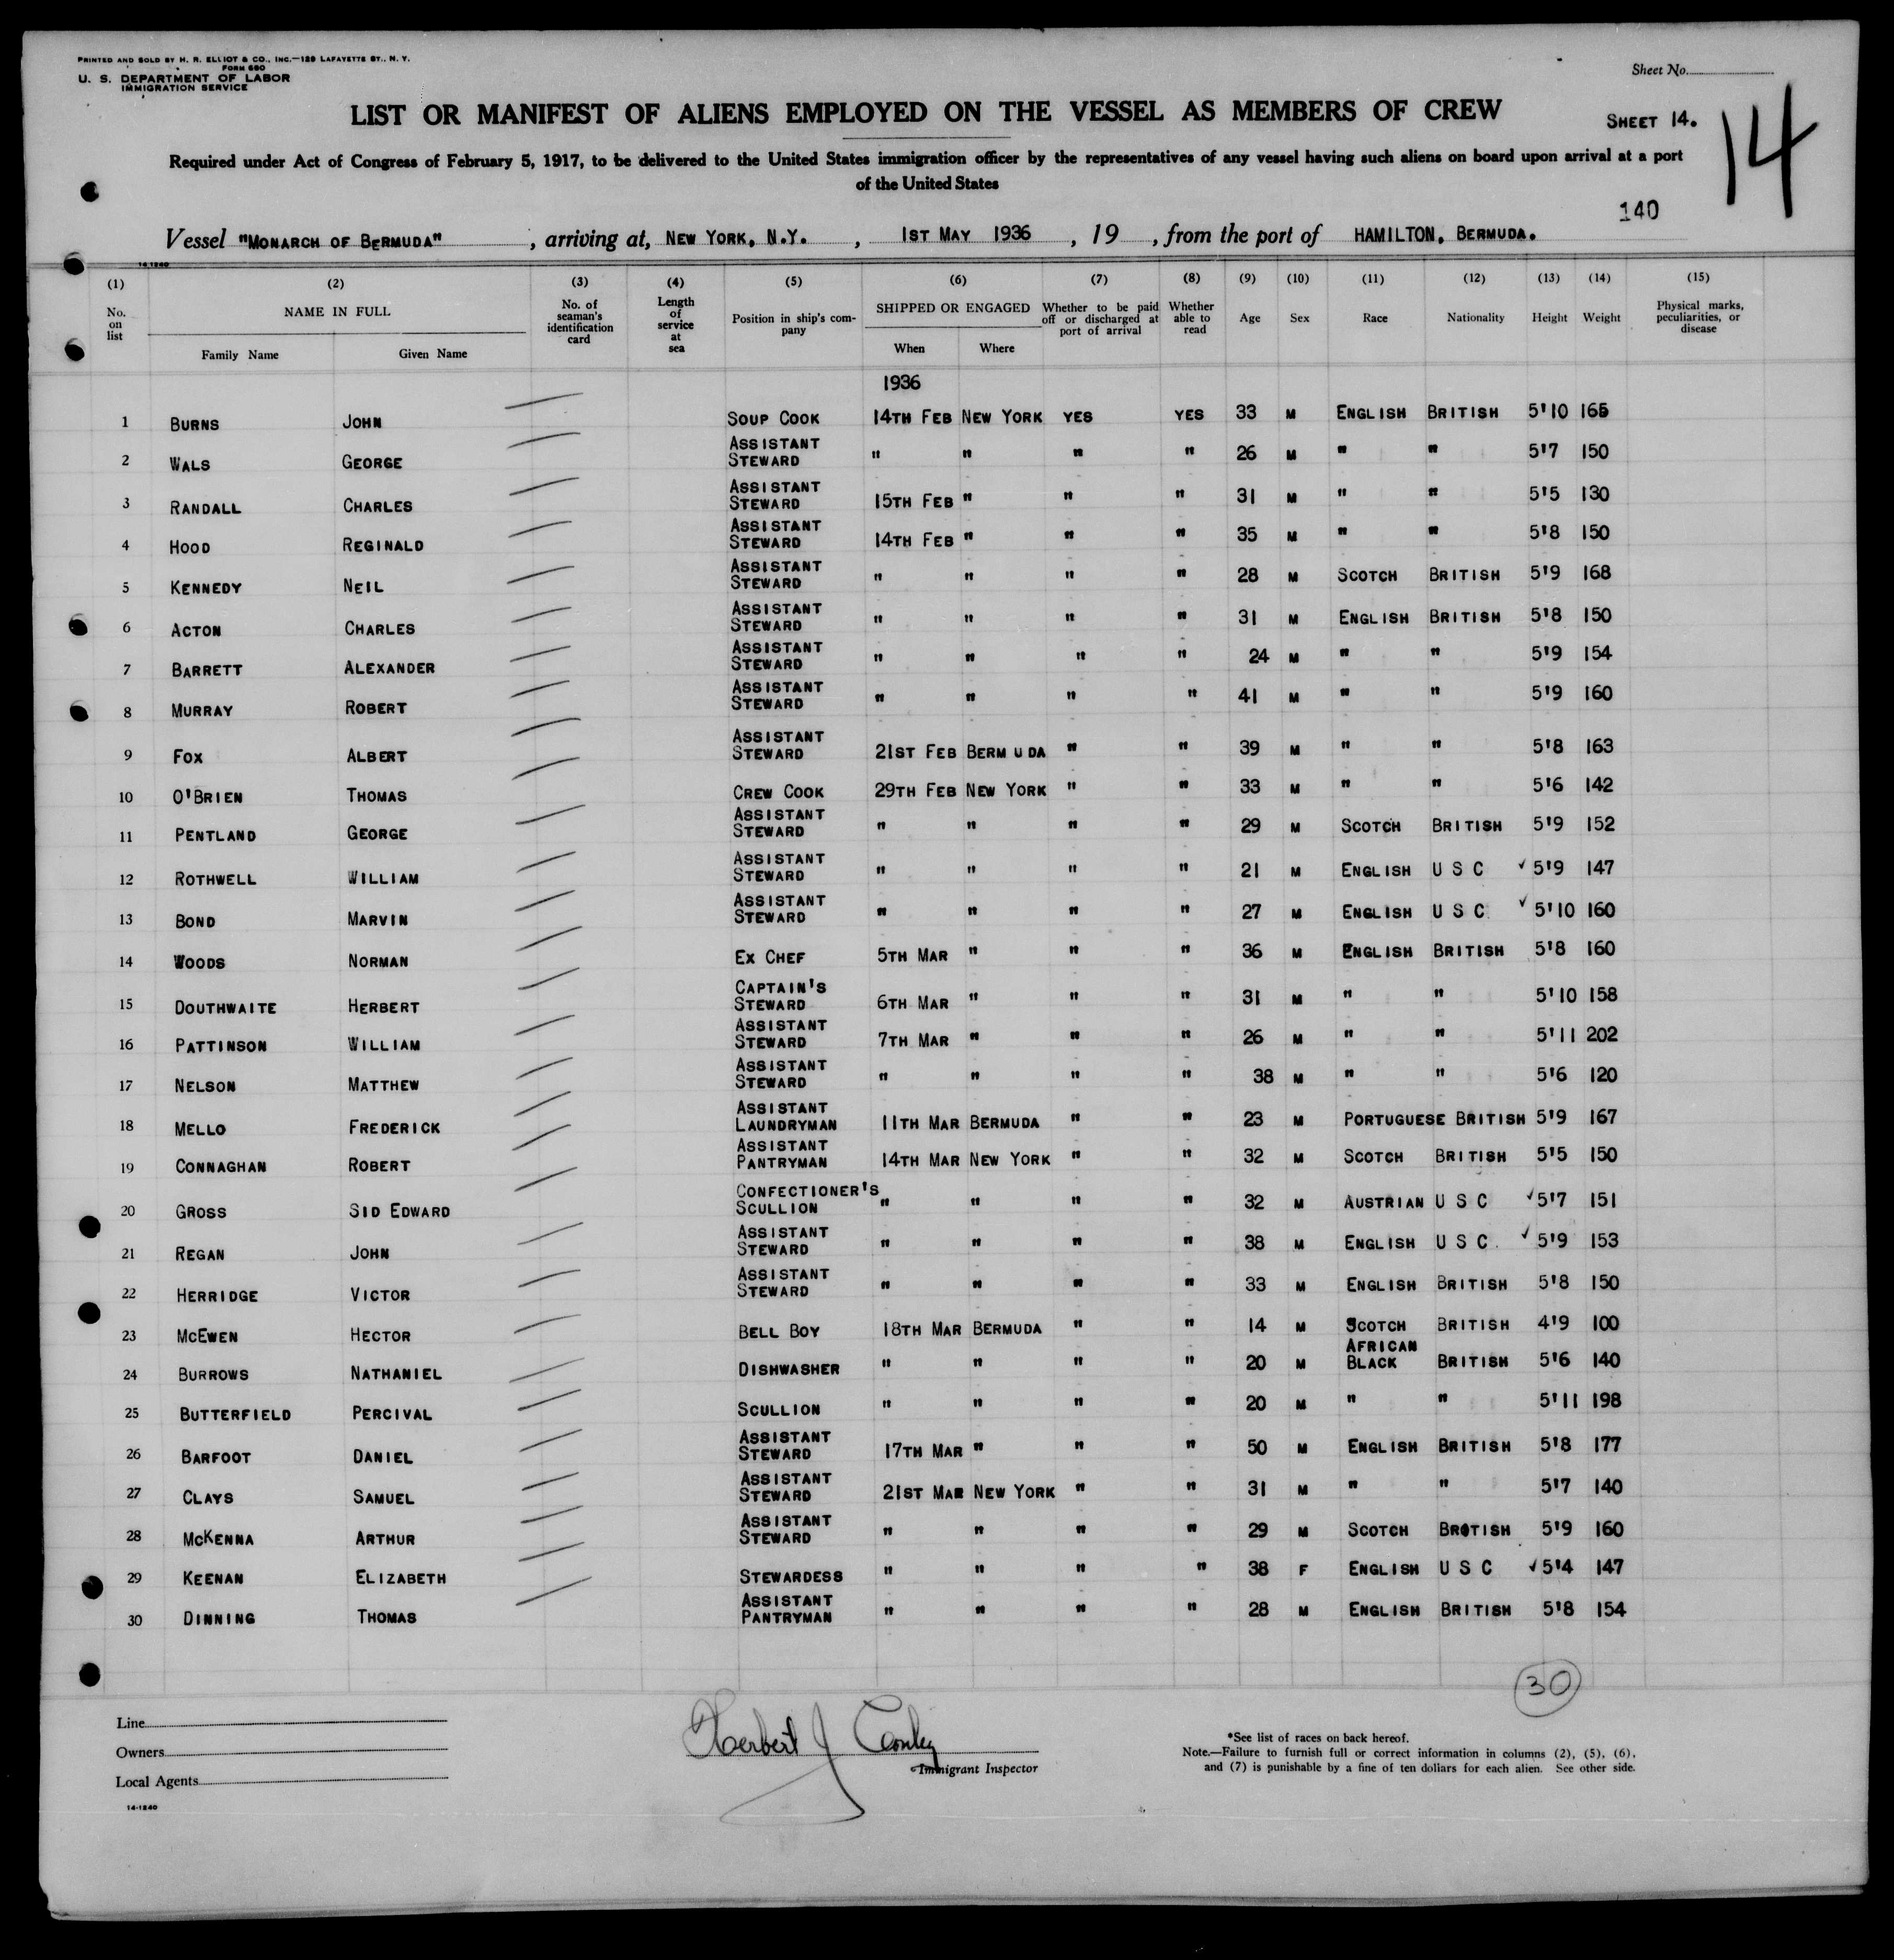 PRINTED AND SOLD BY H. R. ELLIOT & CO., INC.—129 LAFAYETTE ST., N. Y.
FORM 660
U. S. DEPARTMENT OF LABOR
IMMIGRATION SERVICE
Sheet No.
LIST OR MANIFEST OF ALIENS EMPLOYED ON THE VESSEL AS MEMBERS OF CREW
SHEET 14.
14
Required under Act of Congress of February 5, 1917, to be delivered to the United States immigration officer by the representatives of any vessel having such aliens on board upon arrival at a port
of the United States
140
Vessel "MONARCH OF BERMUDA", arriving at, NEW YORK, N.Y., 1ST MAY 1936, 19, from the port of HAMILTON, BERMUDA.
14-1240
(1) (2) (3) (4) (5) (6) (7) (8) (9) (10) (11) (12) (13) (14) (15)
No. on list NAME IN FULL Family Name Given Name No. of seaman's identification card Length of service at sea Position in ship's company SHIPPED OR ENGAGED When Where Whether to be paid off or discharged at port of arrival Whether able to read Age Sex Race Nationality Height Weight Physical marks, peculiarities, or disease
1936
1 BURNS JOHN SOUP COOK 14TH FEB NEW YORK YES YES 33 M ENGLISH BRITISH 5'10 165
2 WALS GEORGE ASSISTANT STEWARD " " " " 26 M " " 5'7 150
3 RANDALL CHARLES ASSISTANT STEWARD 15TH FEB " " " 31 M " " 5'5 130
4 HOOD REGINALD ASSISTANT STEWARD 14TH FEB " " " 35 M " " 5'8 150
5 KENNEDY NEIL ASSISTANT STEWARD " " " " 28 M SCOTCH BRITISH 5'9 168
6 ACTON CHARLES ASSISTANT STEWARD " " " " 31 M ENGLISH BRITISH 5'8 150
7 BARRETT ALEXANDER ASSISTANT STEWARD " " " " 24 M " " 5'9 154
8 MURRAY ROBERT ASSISTANT STEWARD " " " " 41 M " " 5'9 160
9 FOX ALBERT ASSISTANT STEWARD 21ST FEB BERM U DA " " 39 M " " 5'8 163
10 O'BRIEN THOMAS CREW COOK 29TH FEB NEW YORK " " 33 M " " 5'6 142
11 PENTLAND GEORGE ASSISTANT STEWARD " " " " 29 M SCOTCH BRITISH 5'9 152
12 ROTHWELL WILLIAM ASSISTANT STEWARD " " " " 21 M ENGLISH U S C ✓ 5'9 147
13 BOND MARVIN ASSISTANT STEWARD " " " " 27 M ENGLISH U S C ✓ 5'10 160
14 WOODS NORMAN EX CHEF 5TH MAR " " " 36 M ENGLISH BRITISH 5'8 160
15 DOUTHWAITE HERBERT CAPTAIN'S STEWARD 6TH MAR " " " 31 M " " 5'10 158
16 PATTINSON WILLIAM ASSISTANT STEWARD 7TH MAR " " " 26 M " " 5'11 202
17 NELSON MATTHEW ASSISTANT STEWARD " " " " 38 M " " 5'6 120
18 MELLO FREDERICK ASSISTANT LAUNDRYMAN 11TH MAR BERMUDA " " 23 M PORTUGUESE BRITISH 5'9 167
19 CONNAGHAN ROBERT ASSISTANT PANTRYMAN 14TH MAR NEW YORK " " 32 M SCOTCH BRITISH 5'5 150
20 GROSS SID EDWARD CONFECTIONER'S SCULLION " " " " 32 M AUSTRIAN U S C ✓ 5'7 151
21 REGAN JOHN ASSISTANT STEWARD " " " " 38 M ENGLISH U S C. ✓ 5'9 153
22 HERRIDGE VICTOR ASSISTANT STEWARD " " " " 33 M ENGLISH BRITISH 5'8 150
23 MCEWEN HECTOR BELL BOY 18TH MAR BERMUDA " " 14 M SCOTCH BRITISH 4'9 100
24 BURROWS NATHANIEL DISHWASHER " " " " 20 M AFRICAN BLACK BRITISH 5'6 140
25 BUTTERFIELD PERCIVAL SCULLION " " " " 20 M " " 5'11 198
26 BARFOOT DANIEL ASSISTANT STEWARD 17TH MAR " " " 50 M ENGLISH BRITISH 5'8 177
27 CLAYS SAMUEL ASSISTANT STEWARD 21ST MAR NEW YORK " " 31 M " " 5'7 140
28 MCKENNA ARTHUR ASSISTANT STEWARD " " " " 29 M SCOTCH BROTISH 5'9 160
29 KEENAN ELIZABETH STEWARDESS " " " " 38 F ENGLISH U S C ✓ 5'4 147
30 DINNING THOMAS ASSISTANT PANTRYMAN " " " " 28 M ENGLISH BRITISH 5'8 154
30
Line
Owners
Local Agents
14-1240
Herbert J Conley
Immigrant Inspector
*See list of races on back hereof.
Note.—Failure to furnish full or correct information in columns (2), (5), (6),
and (7) is punishable by a fine of ten dollars for each alien. See other side.